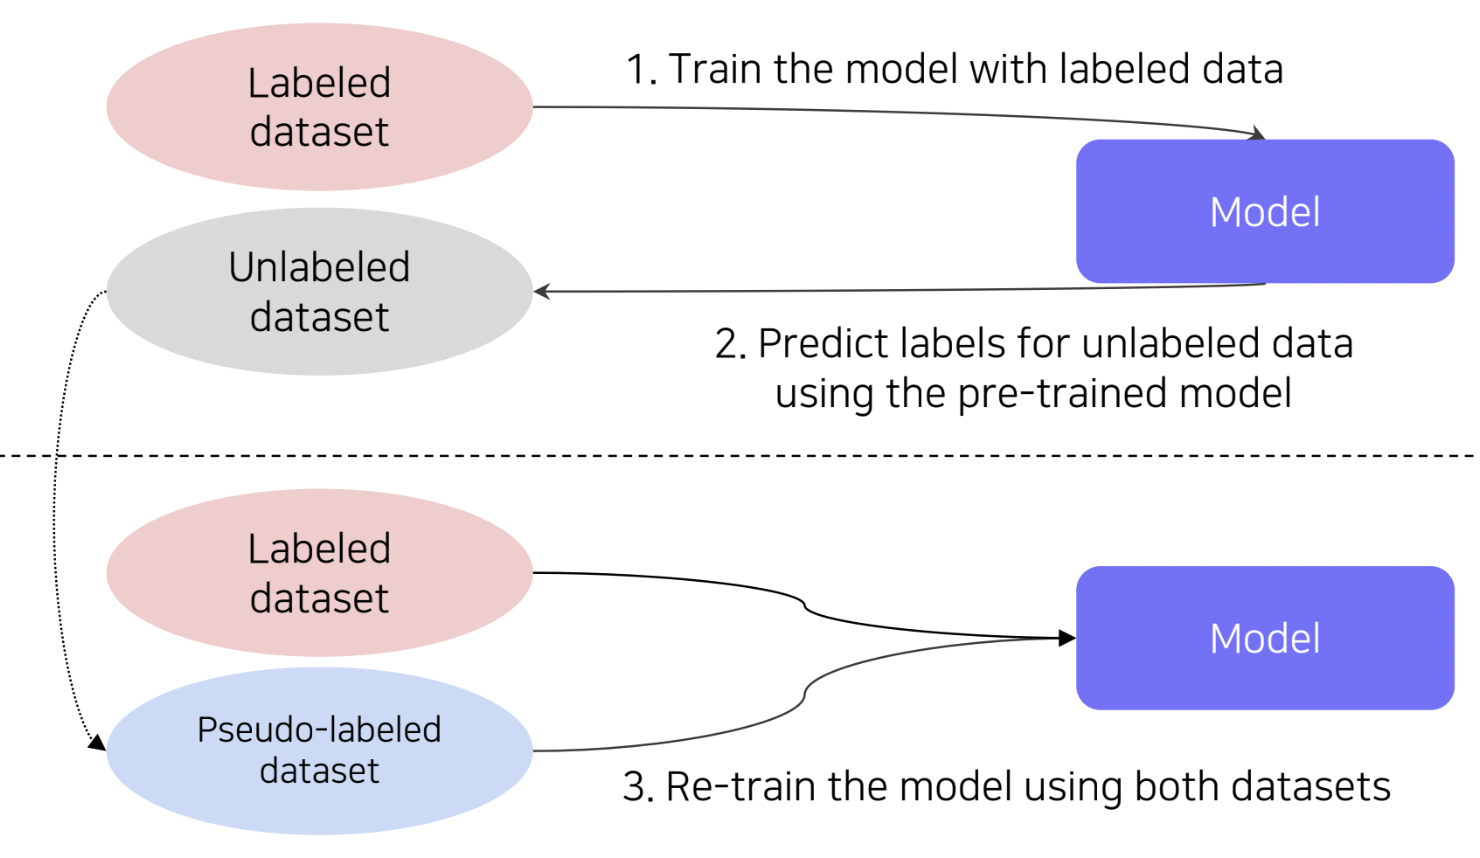 Labeled
dataset
1. Train the model with labeled data
Model
Unlabeled
dataset
2. Predict labels for unlabeled data
using the pre-trained model
Labeled
dataset
Model
Pseudo-labeled
dataset
3. Re-train the model using both datasets